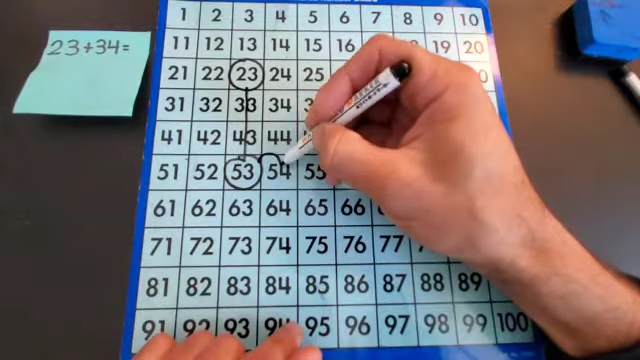 23+34=
1 2 3 4 5 6 7 8 9 10
11 12 13 14 15 16 19 20
21 22 23 24 25
31 32 33 34
41 42 43 44
51 52 53 54 55
61 62 63 64 65 66
71 72 73 74 75 76 77
81 82 83 84 85 86 87 88 89
91 92 93 94 95 96 97 98 99 100